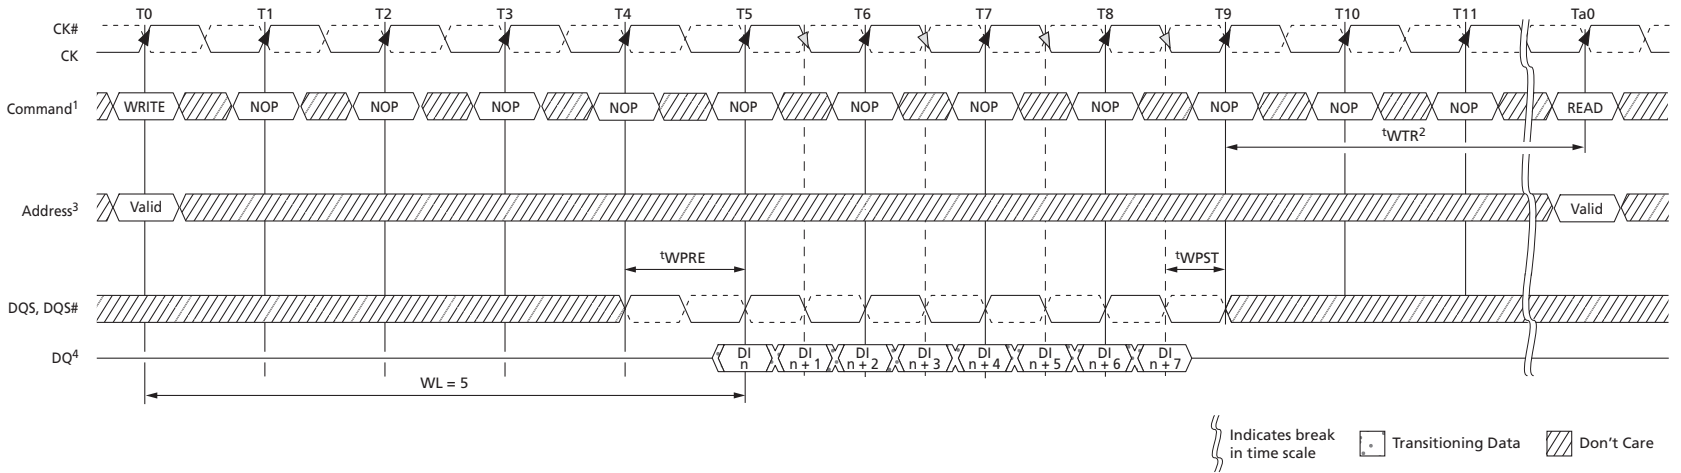 T0 T1 T2 T3 T4 T5 T6 T7 T8 T9 T10 T11 Ta0
CK#
CK
Command1 WRITE NOP NOP NOP NOP NOP NOP NOP NOP NOP NOP NOP READ
tWTR2
Address3 Valid Valid
tWPRE tWPST
DQS, DQS#
DQ4 DI n DI n + 1 DI n + 2 DI n + 3 DI n + 4 DI n + 5 DI n + 6 DI n + 7
WL = 5
Indicates break
in time scale
Transitioning Data
Don't Care